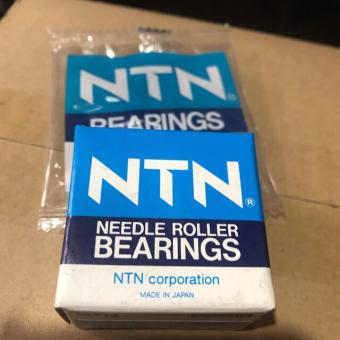 NTN®
BEARINGS
NTN®
NEEDLE ROLLER
BEARINGS
NTN corporation
MADE IN JAPAN